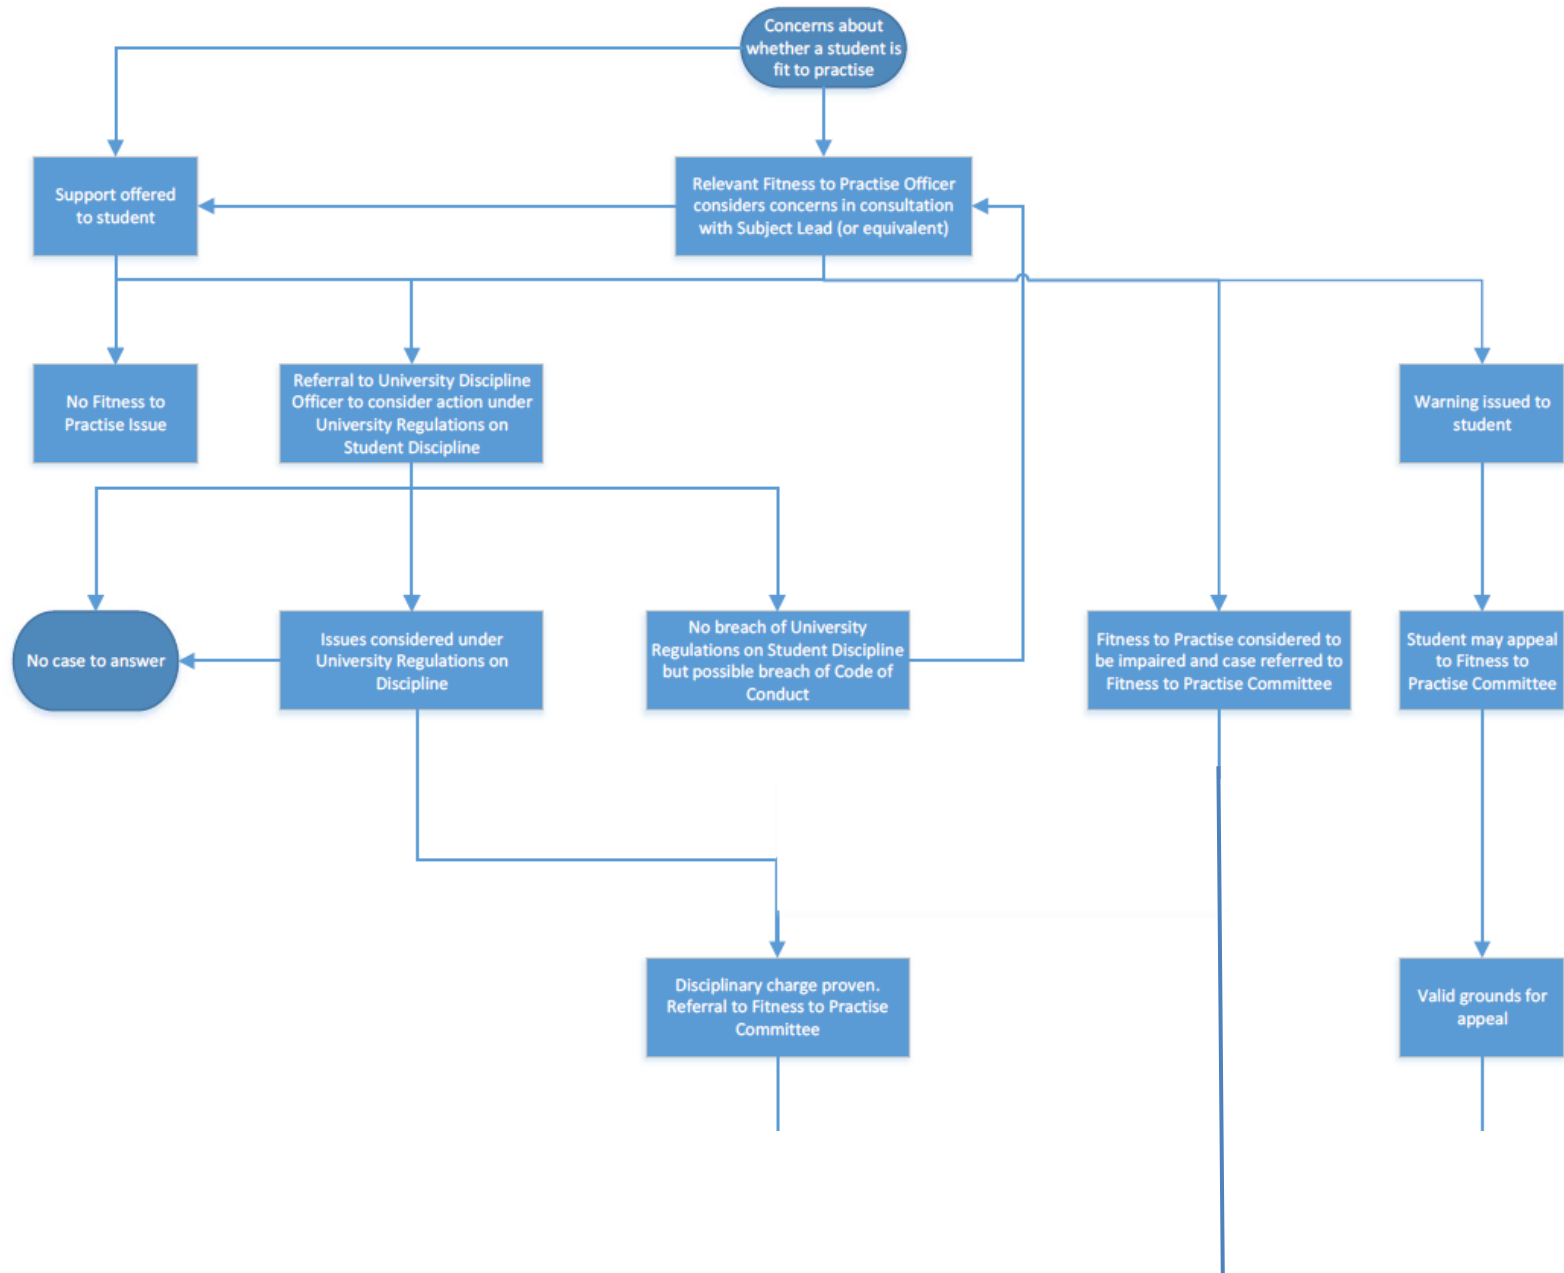 Concerns about
whether a student is
fit to practise
Support offered
to student
Relevant Fitness to Practise Officer
considers concerns in consultation
with Subject Lead (or equivalent)
No Fitness to
Practise Issue
Referral to University Discipline
Officer to consider action under
University Regulations on
Student Discipline
Warning issued to
student
No case to answer
Issues considered under
University Regulations on
Discipline
No breach of University
Regulations on Student Discipline
but possible breach of Code of
Conduct
Fitness to Practise considered to
be impaired and case referred to
Fitness to Practise Committee
Student may appeal
to Fitness to
Practise Committee
Disciplinary charge proven.
Referral to Fitness to Practise
Committee
Valid grounds for
appeal